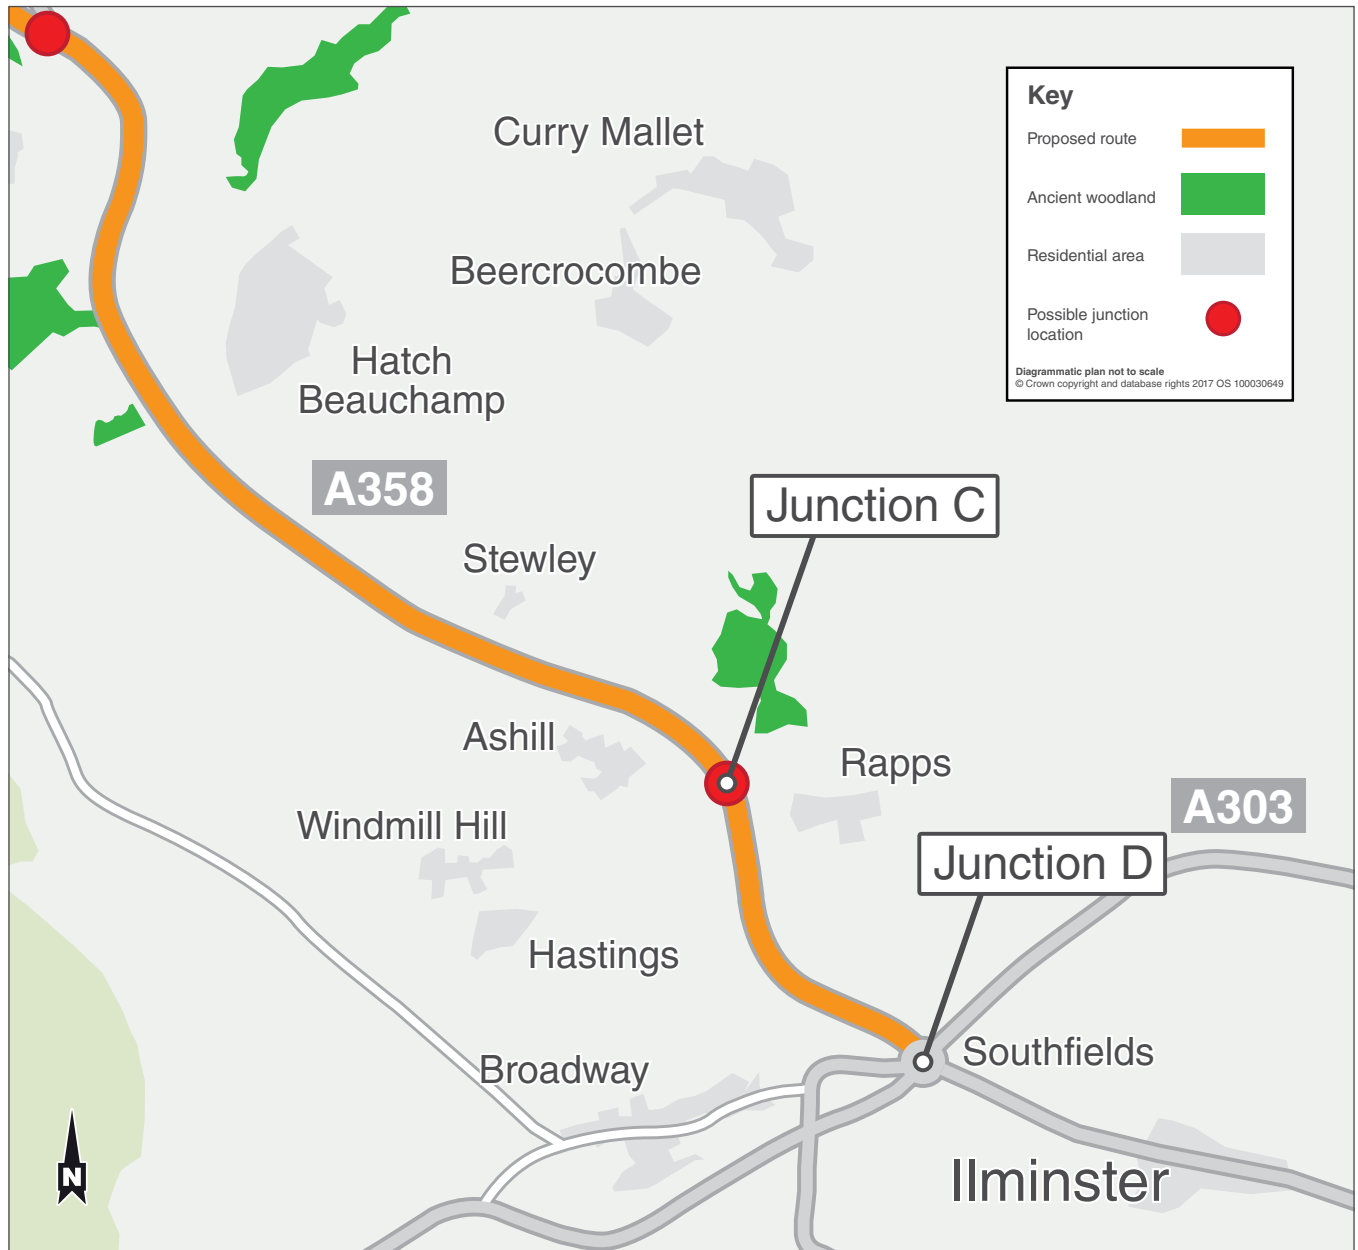 Key
Proposed route
Ancient woodland
Residential area
Possible junction
location
Diagrammatic plan not to scale
© Crown copyright and database rights 2017 OS 100030649
Curry Mallet
Beercrocombe
Hatch
Beauchamp
A358
Junction C
Stewley
Ashill
Rapps
A303
Windmill Hill
Junction D
Hastings
Southfields
Broadway
Ilminster
N